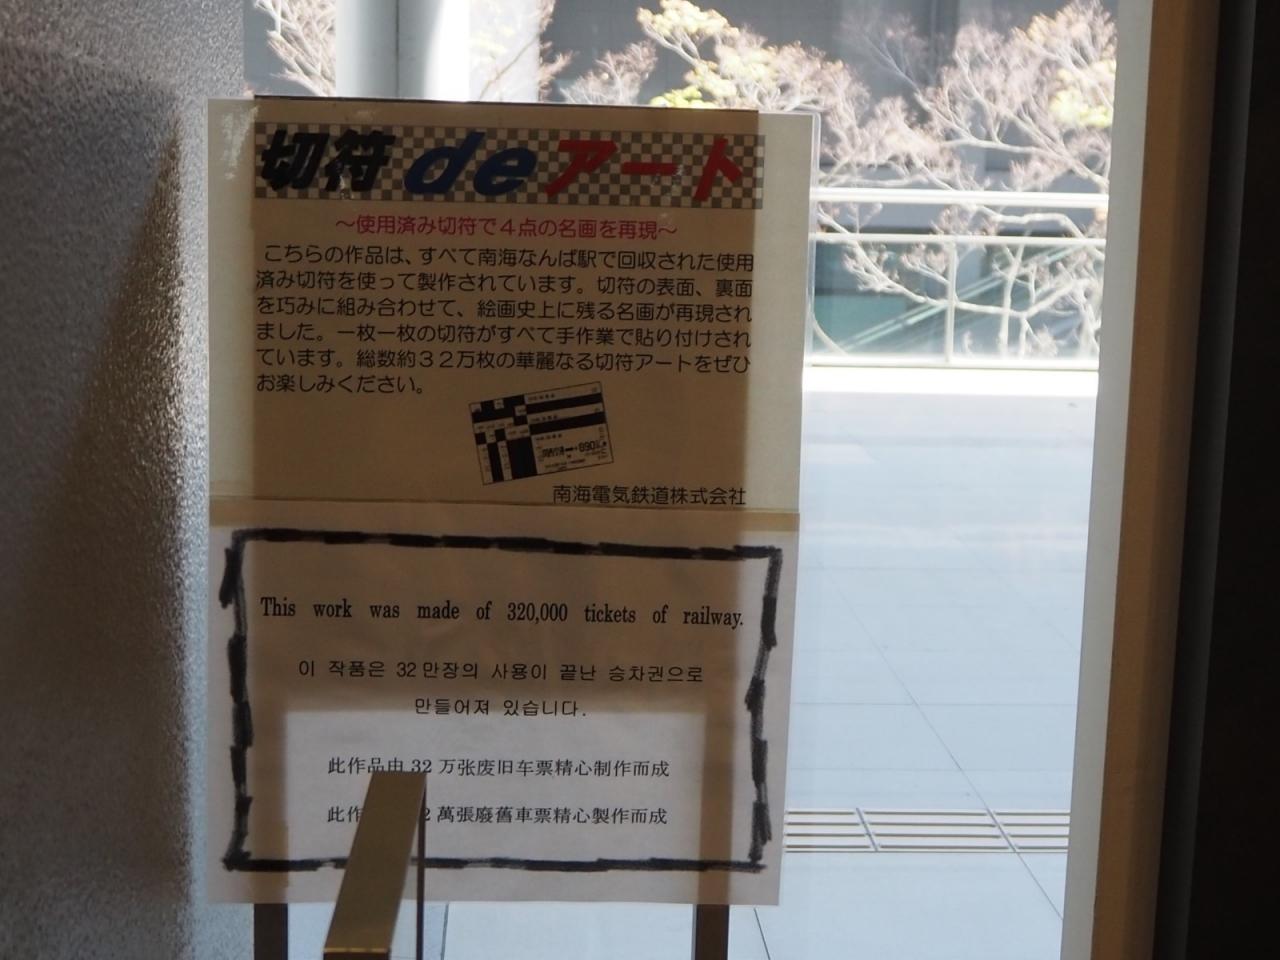 切符deアート
～使用済み切符で4点の名画を再現～
こちらの作品は、すべて南海なんば駅で回収された使用
済み切符を使って製作されています。切符の表面、裏面
を巧みに組み合わせて、絵画史上に残る名画が再現され
ました。一枚一枚の切符がすべて手作業で貼り付けされ
ています。総数約32万枚の華麗なる切符アートをぜひ
お楽しみください。
南海電気鉄道株式会社
This work was made of 320,000 tickets of railway.
이 작품은 32만장의 사용이 끝난 승차권으로
만들어져 있습니다.
此作品由32万张废旧车票精心制作而成
此作 萬張廢舊車票精心製作而成